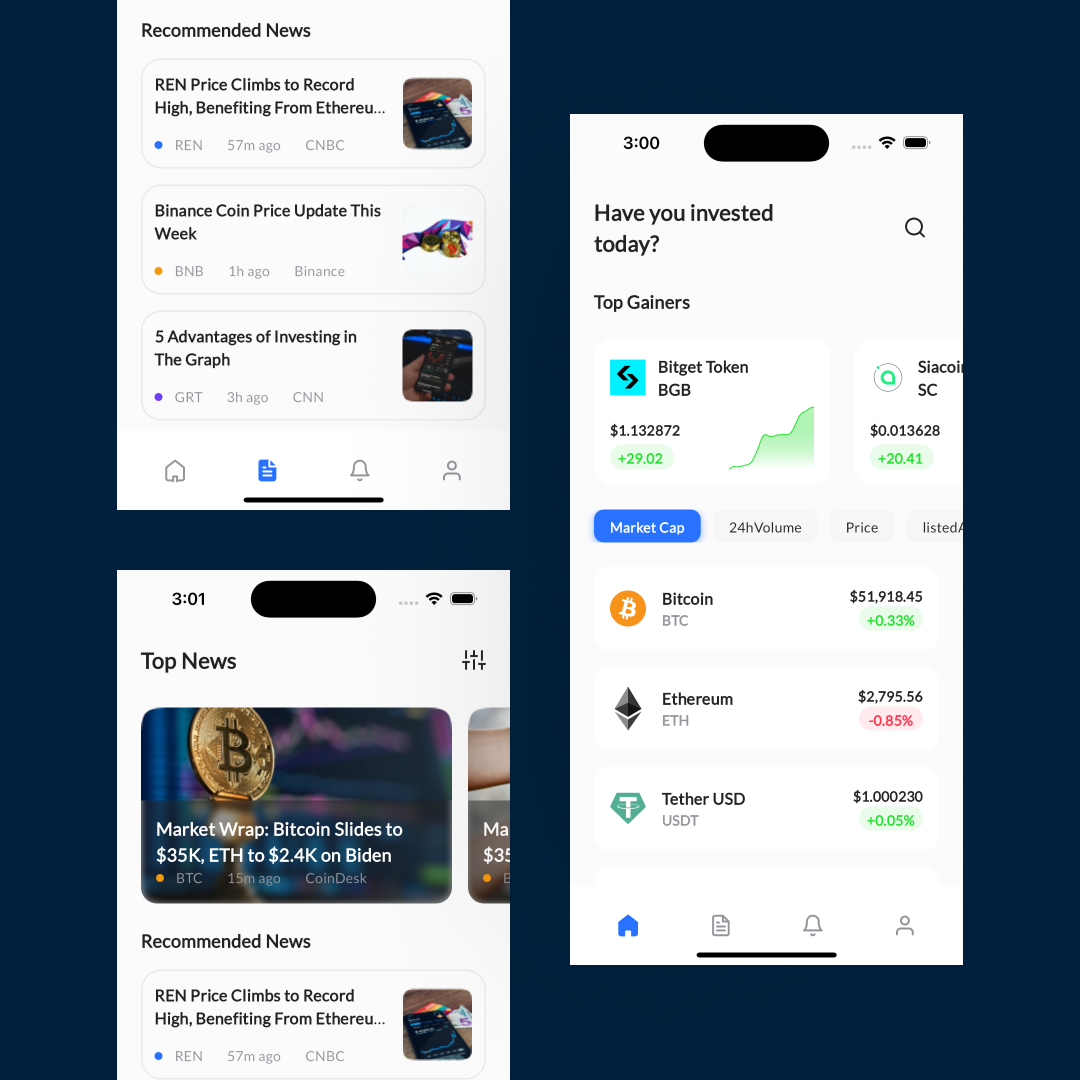 Recommended News
REN Price Climbs to Record
High, Benefiting From Ethereu...
REN 57m ago CNBC
Binance Coin Price Update This
Week
BNB 1h ago Binance
5 Advantages of Investing in
The Graph
GRT 3h ago CNN
3:01
Top News
Market Wrap: Bitcoin Slides to
$35K, ETH to $2.4K on Biden
BTC 15m ago CoinDesk
Ma
$35
B
Recommended News
REN Price Climbs to Record
High, Benefiting From Ethereu...
REN 57m ago CNBC
3:00
Have you invested
today?
Top Gainers
Bitget Token
BGB
$1.132872
+29.02
Siacoin
SC
$0.013628
+20.41
Market Cap 24hVolume Price listedA
Bitcoin
BTC
$51,918.45
+0.33%
Ethereum
ETH
$2,795.56
-0.85%
Tether USD
USDT
$1.000230
+0.05%